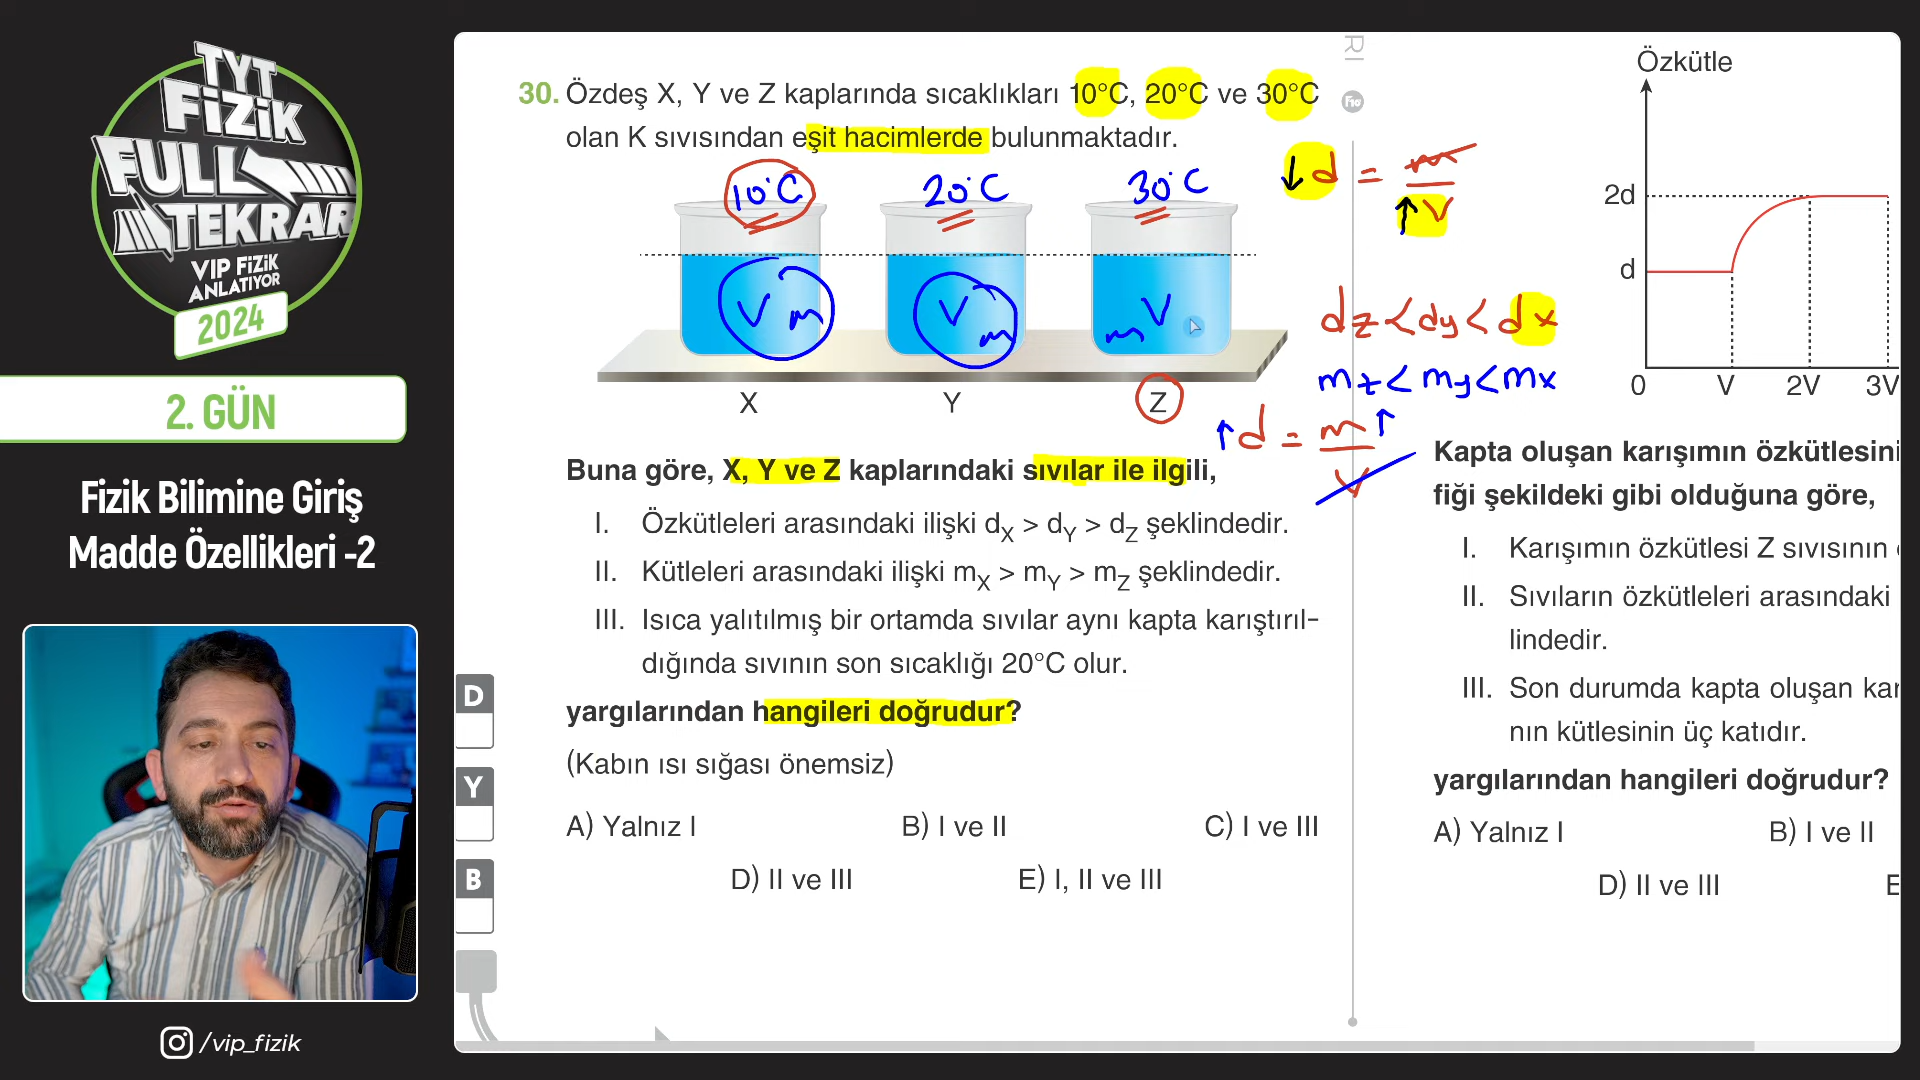 TYT
FiZiK
FULL
TEKRAR
VIP FiZiK
ANLATIYOR
2024
2. GÜN
Fizik Bilimine Giriş
Madde Özellikleri -2
/vip_fizik
30. Özdeş X, Y ve Z kaplarında sıcaklıkları 10°C, 20°C ve 30°C
olan K sıvısından eşit hacimlerde bulunmaktadır.
10°C 20°C 30°C
V m V m m V
X Y Z
↓d = m / ↑V
dz < dy < dx
mz < my < mx
↑d = m↑ / V
Buna göre, X, Y ve Z kaplarındaki sıvılar ile ilgili,
I. Özkütleleri arasındaki ilişki dX > dY > dZ şeklindedir.
II. Kütleleri arasındaki ilişki mX > mY > mZ şeklindedir.
III. Isıca yalıtılmış bir ortamda sıvılar aynı kapta karıştırıl-
dığında sıvının son sıcaklığı 20°C olur.
yargılarından hangileri doğrudur?
(Kabın ısı sığası önemsiz)
A) Yalnız I B) I ve II C) I ve III
D) II ve III E) I, II ve III
D
Y
B
Özkütle
2d
d
0 V 2V 3V
Kapta oluşan karışımın özkütlesini
fiği şekildeki gibi olduğuna göre,
I. Karışımın özkütlesi Z sıvısının
II. Sıvıların özkütleleri arasındaki
lindedir.
III. Son durumda kapta oluşan kar
nın kütlesinin üç katıdır.
yargılarından hangileri doğrudur?
A) Yalnız I B) I ve II
D) II ve III E